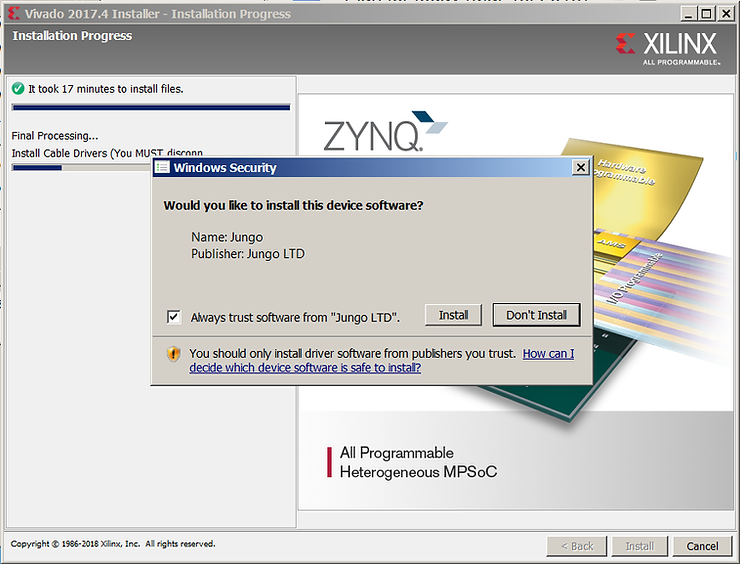 Vivado 2017.4 Installer - Installation Progress
Installation Progress
XILINX
ALL PROGRAMMABLE™
It took 17 minutes to install files.
Final Processing...
Install Cable Drivers (You MUST disconn
ZYNQ®
Hardware
Programmable
AMS
I/O Programmable
Windows Security
Would you like to install this device software?
Name: Jungo
Publisher: Jungo LTD
Always trust software from "Jungo LTD".
Install
Don't Install
You should only install driver software from publishers you trust. How can I
decide which device software is safe to install?
All Programmable
Heterogeneous MPSoC
Copyright © 1986-2018 Xilinx, Inc. All rights reserved.
< Back
Install
Cancel